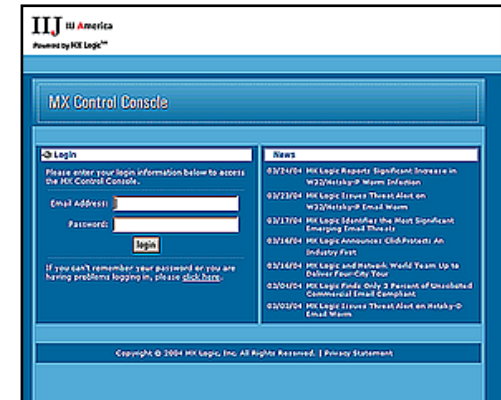 IIJ IIJ America
Powered by MX Logic™
MX Control Console
Login
Please enter your login information below to access
the MX Control Console.
Email Address:
Password:
login
If you can't remember your password or you are
having problems logging in, please click here.
News
03/24/04 MX Logic Reports Significant Increase in
W32/Netsky-P Worm Infection
03/23/04 MX Logic Issues Threat Alert on
W32/Netsky-P Email Worm
03/17/04 MX Logic Identifies the Most Significant
Emerging Email Threats
03/16/04 MX Logic Announces ClickProtects An
Industry First
03/16/04 MX Logic and Network World Team Up to
Deliver Four-City Tour
03/04/04 MX Logic Finds Only 3 Percent of Unsolicited
Commercial Email Compliant
03/02/04 MX Logic Issues Threat Alert on Netsky-D
Email Worm
Copyright © 2004 MX Logic, Inc. All Rights Reserved. | Privacy Statement